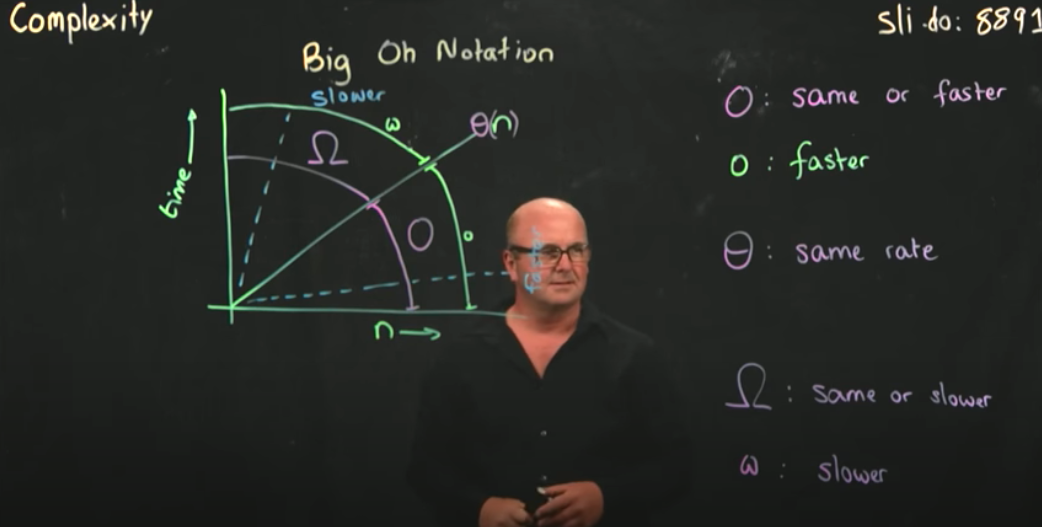 Complexity
Sli.do: 8891
Big Oh Notation
slower
ω
θ(n)
Ω
time
O
o
faster
n
O: same or faster
o: faster
θ: same rate
Ω: same or slower
ω: slower